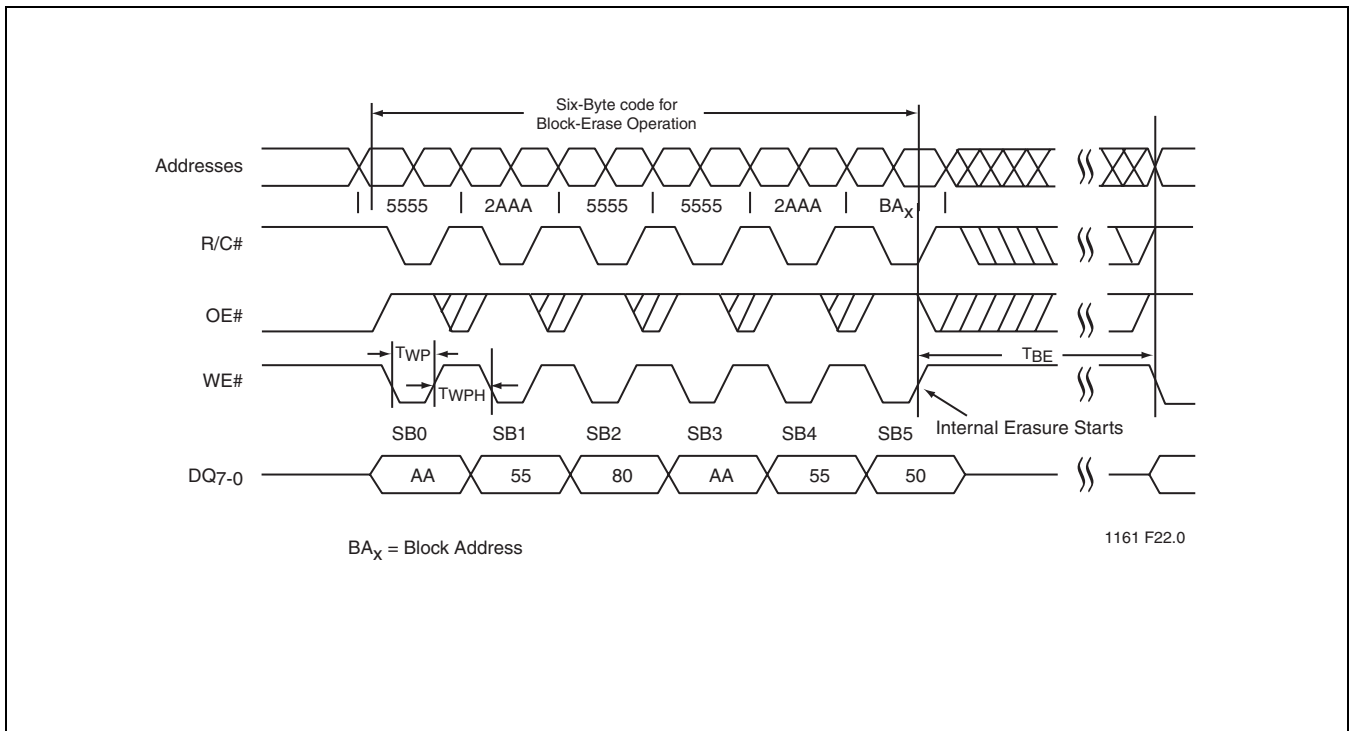 Six-Byte code for
Block-Erase Operation
Addresses
5555 2AAA 5555 5555 2AAA BAX
R/C#
OE#
TWP
TBE
WE#
TWPH
Internal Erasure Starts
SB0 SB1 SB2 SB3 SB4 SB5
DQ7-0
AA 55 80 AA 55 50
BAX = Block Address
1161 F22.0